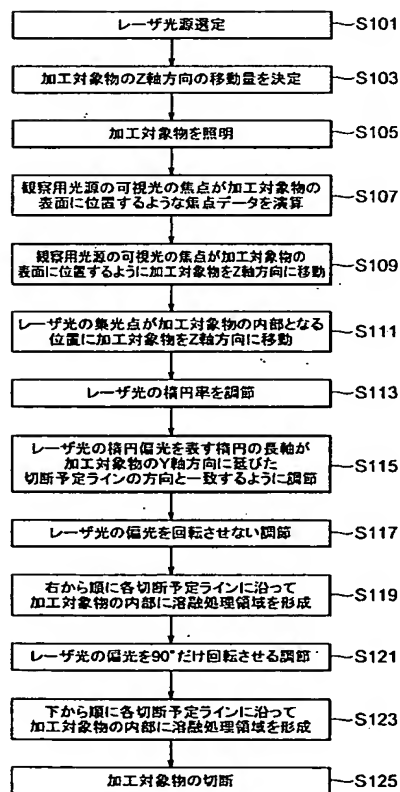 レーザ光源選定
S101
加工対象物のZ軸方向の移動量を決定
S103
加工対象物を照明
S105
観察用光源の可視光の焦点が加工対象物の
表面に位置するような焦点データを演算
S107
観察用光源の可視光の焦点が加工対象物の
表面に位置するように加工対象物をZ軸方向に移動
S109
レーザ光の集光点が加工対象物の内部となる
位置に加工対象物をZ軸方向に移動
S111
レーザ光の楕円率を調節
S113
レーザ光の楕円偏光を表す楕円の長軸が
加工対象物のY軸方向に延びた
切断予定ラインの方向と一致するように調節
S115
レーザ光の偏光を回転させない調節
S117
右から順に各切断予定ラインに沿って
加工対象物の内部に溶融処理領域を形成
S119
レーザ光の偏光を90°だけ回転させる調節
S121
下から順に各切断予定ラインに沿って
加工対象物の内部に溶融処理領域を形成
S123
加工対象物の切断
S125